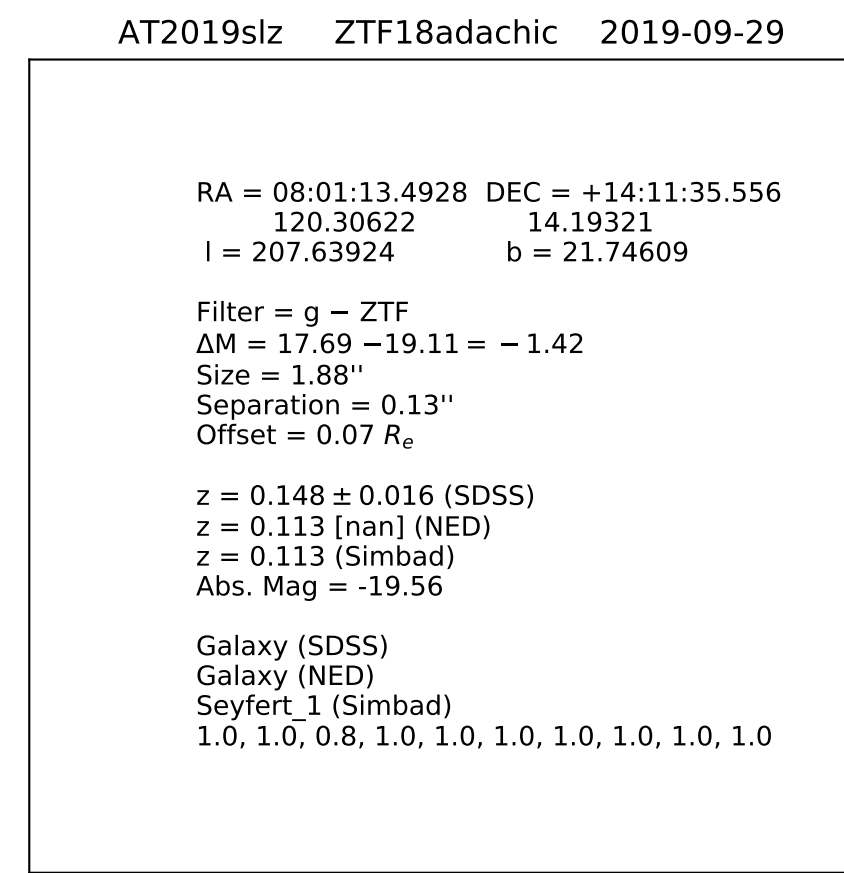 AT2019slz ZTF18adachic 2019-09-29
RA = 08:01:13.4928 DEC = +14:11:35.556
120.30622 14.19321
l = 207.63924 b = 21.74609
Filter = g − ZTF
ΔM = 17.69 −19.11 = − 1.42
Size = 1.88''
Separation = 0.13''
Offset = 0.07 Rₑ
z = 0.148 ± 0.016 (SDSS)
z = 0.113 [nan] (NED)
z = 0.113 (Simbad)
Abs. Mag = -19.56
Galaxy (SDSS)
Galaxy (NED)
Seyfert_1 (Simbad)
1.0, 1.0, 0.8, 1.0, 1.0, 1.0, 1.0, 1.0, 1.0, 1.0